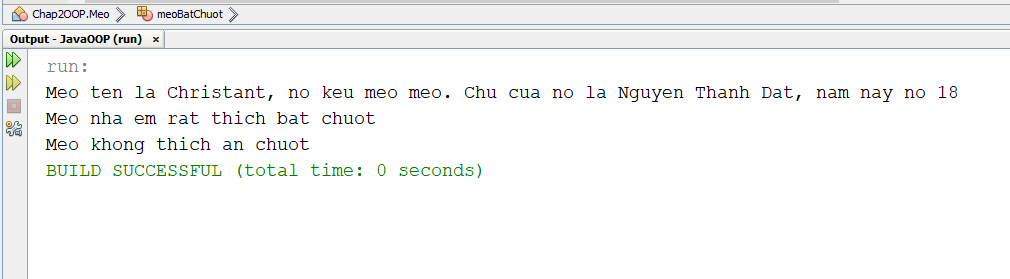 Chap2OOP.Meo meoBatChuot
Output - JavaOOP (run) ×
run:
Meo ten la Christant, no keu meo meo. Chu cua no la Nguyen Thanh Dat, nam nay no 18
Meo nha em rat thich bat chuot
Meo khong thich an chuot
BUILD SUCCESSFUL (total time: 0 seconds)